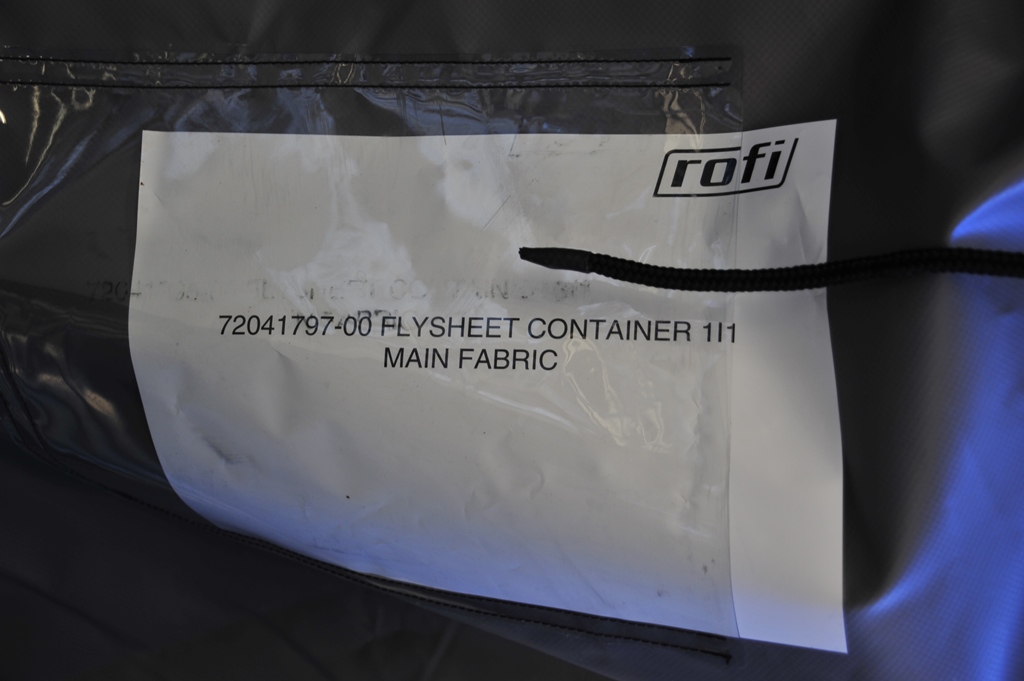 rofi
72041797-00 FLYSHEET CONTAINER 1I1
MAIN FABRIC